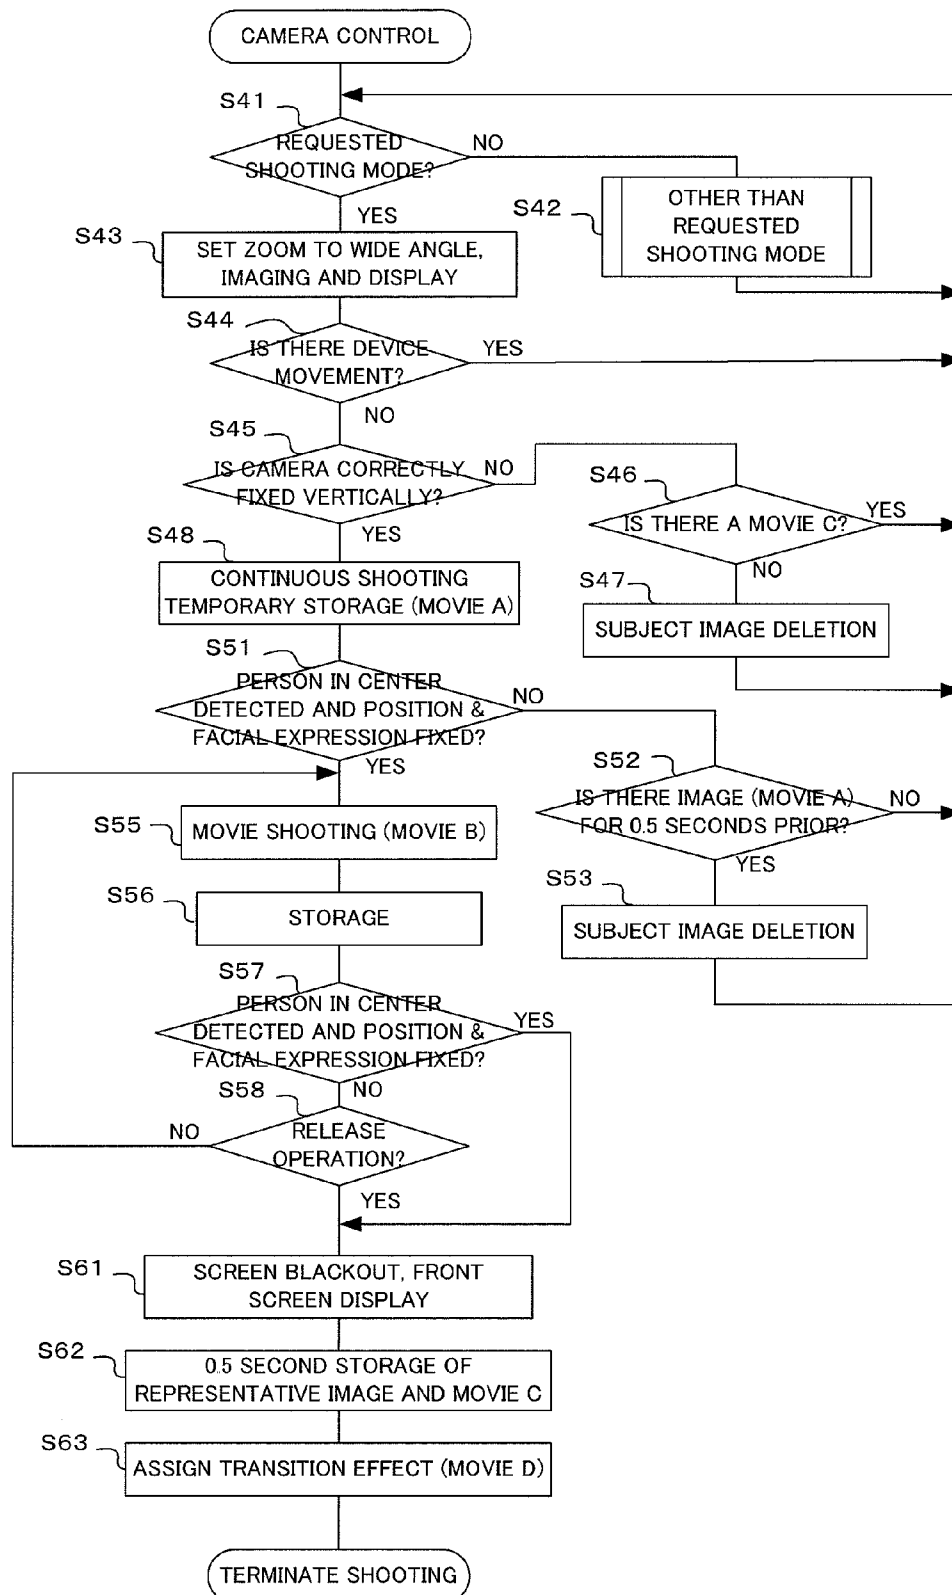 CAMERA CONTROL
S41
REQUESTED
SHOOTING MODE?
NO
YES
S42
OTHER THAN
REQUESTED
SHOOTING MODE
S43
SET ZOOM TO WIDE ANGLE,
IMAGING AND DISPLAY
S44
IS THERE DEVICE
MOVEMENT?
YES
NO
S45
IS CAMERA CORRECTLY
FIXED VERTICALLY?
NO
YES
S46
IS THERE A MOVIE C?
YES
NO
S47
SUBJECT IMAGE DELETION
S48
CONTINUOUS SHOOTING
TEMPORARY STORAGE (MOVIE A)
S51
PERSON IN CENTER
DETECTED AND POSITION &
FACIAL EXPRESSION FIXED?
NO
YES
S52
IS THERE IMAGE (MOVIE A)
FOR 0.5 SECONDS PRIOR?
NO
YES
S53
SUBJECT IMAGE DELETION
S55
MOVIE SHOOTING (MOVIE B)
S56
STORAGE
S57
PERSON IN CENTER
DETECTED AND POSITION &
FACIAL EXPRESSION FIXED?
YES
NO
S58
RELEASE
OPERATION?
NO
YES
S61
SCREEN BLACKOUT, FRONT
SCREEN DISPLAY
S62
0.5 SECOND STORAGE OF
REPRESENTATIVE IMAGE AND MOVIE C
S63
ASSIGN TRANSITION EFFECT (MOVIE D)
TERMINATE SHOOTING